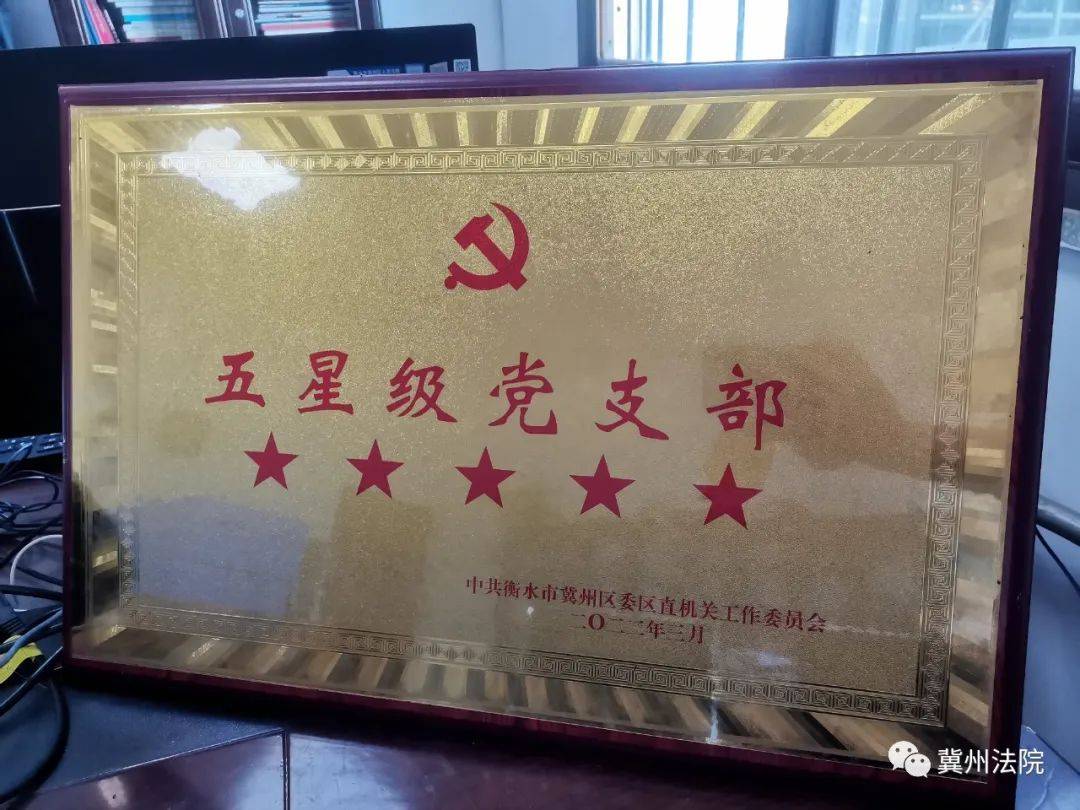 五星级党支部
中共衡水市冀州区委区直机关工作委员会
二〇二二年三月
冀州法院